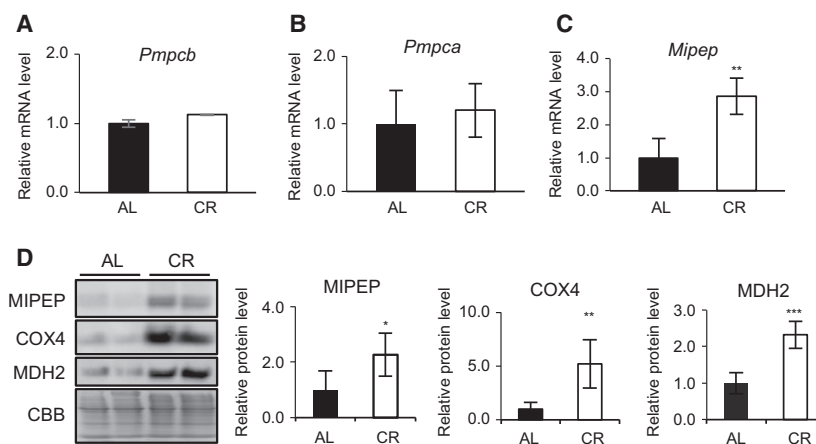 A
Pmpcb
Relative mRNA level
2.0
1.0
0.0
AL
CR
B
Pmpca
Relative mRNA level
2.0
1.0
0.0
AL
CR
C
Mipep
Relative mRNA level
4.0
3.0
2.0
1.0
0.0
**
AL
CR
D
AL CR
MIPEP
COX4
MDH2
CBB
MIPEP
Relative protein level
4.0
2.0
0.0
*
AL
CR
COX4
Relative protein level
10.0
5.0
0.0
**
AL
CR
MDH2
Relative protein level
3.0
2.0
1.0
0.0
***
AL
CR